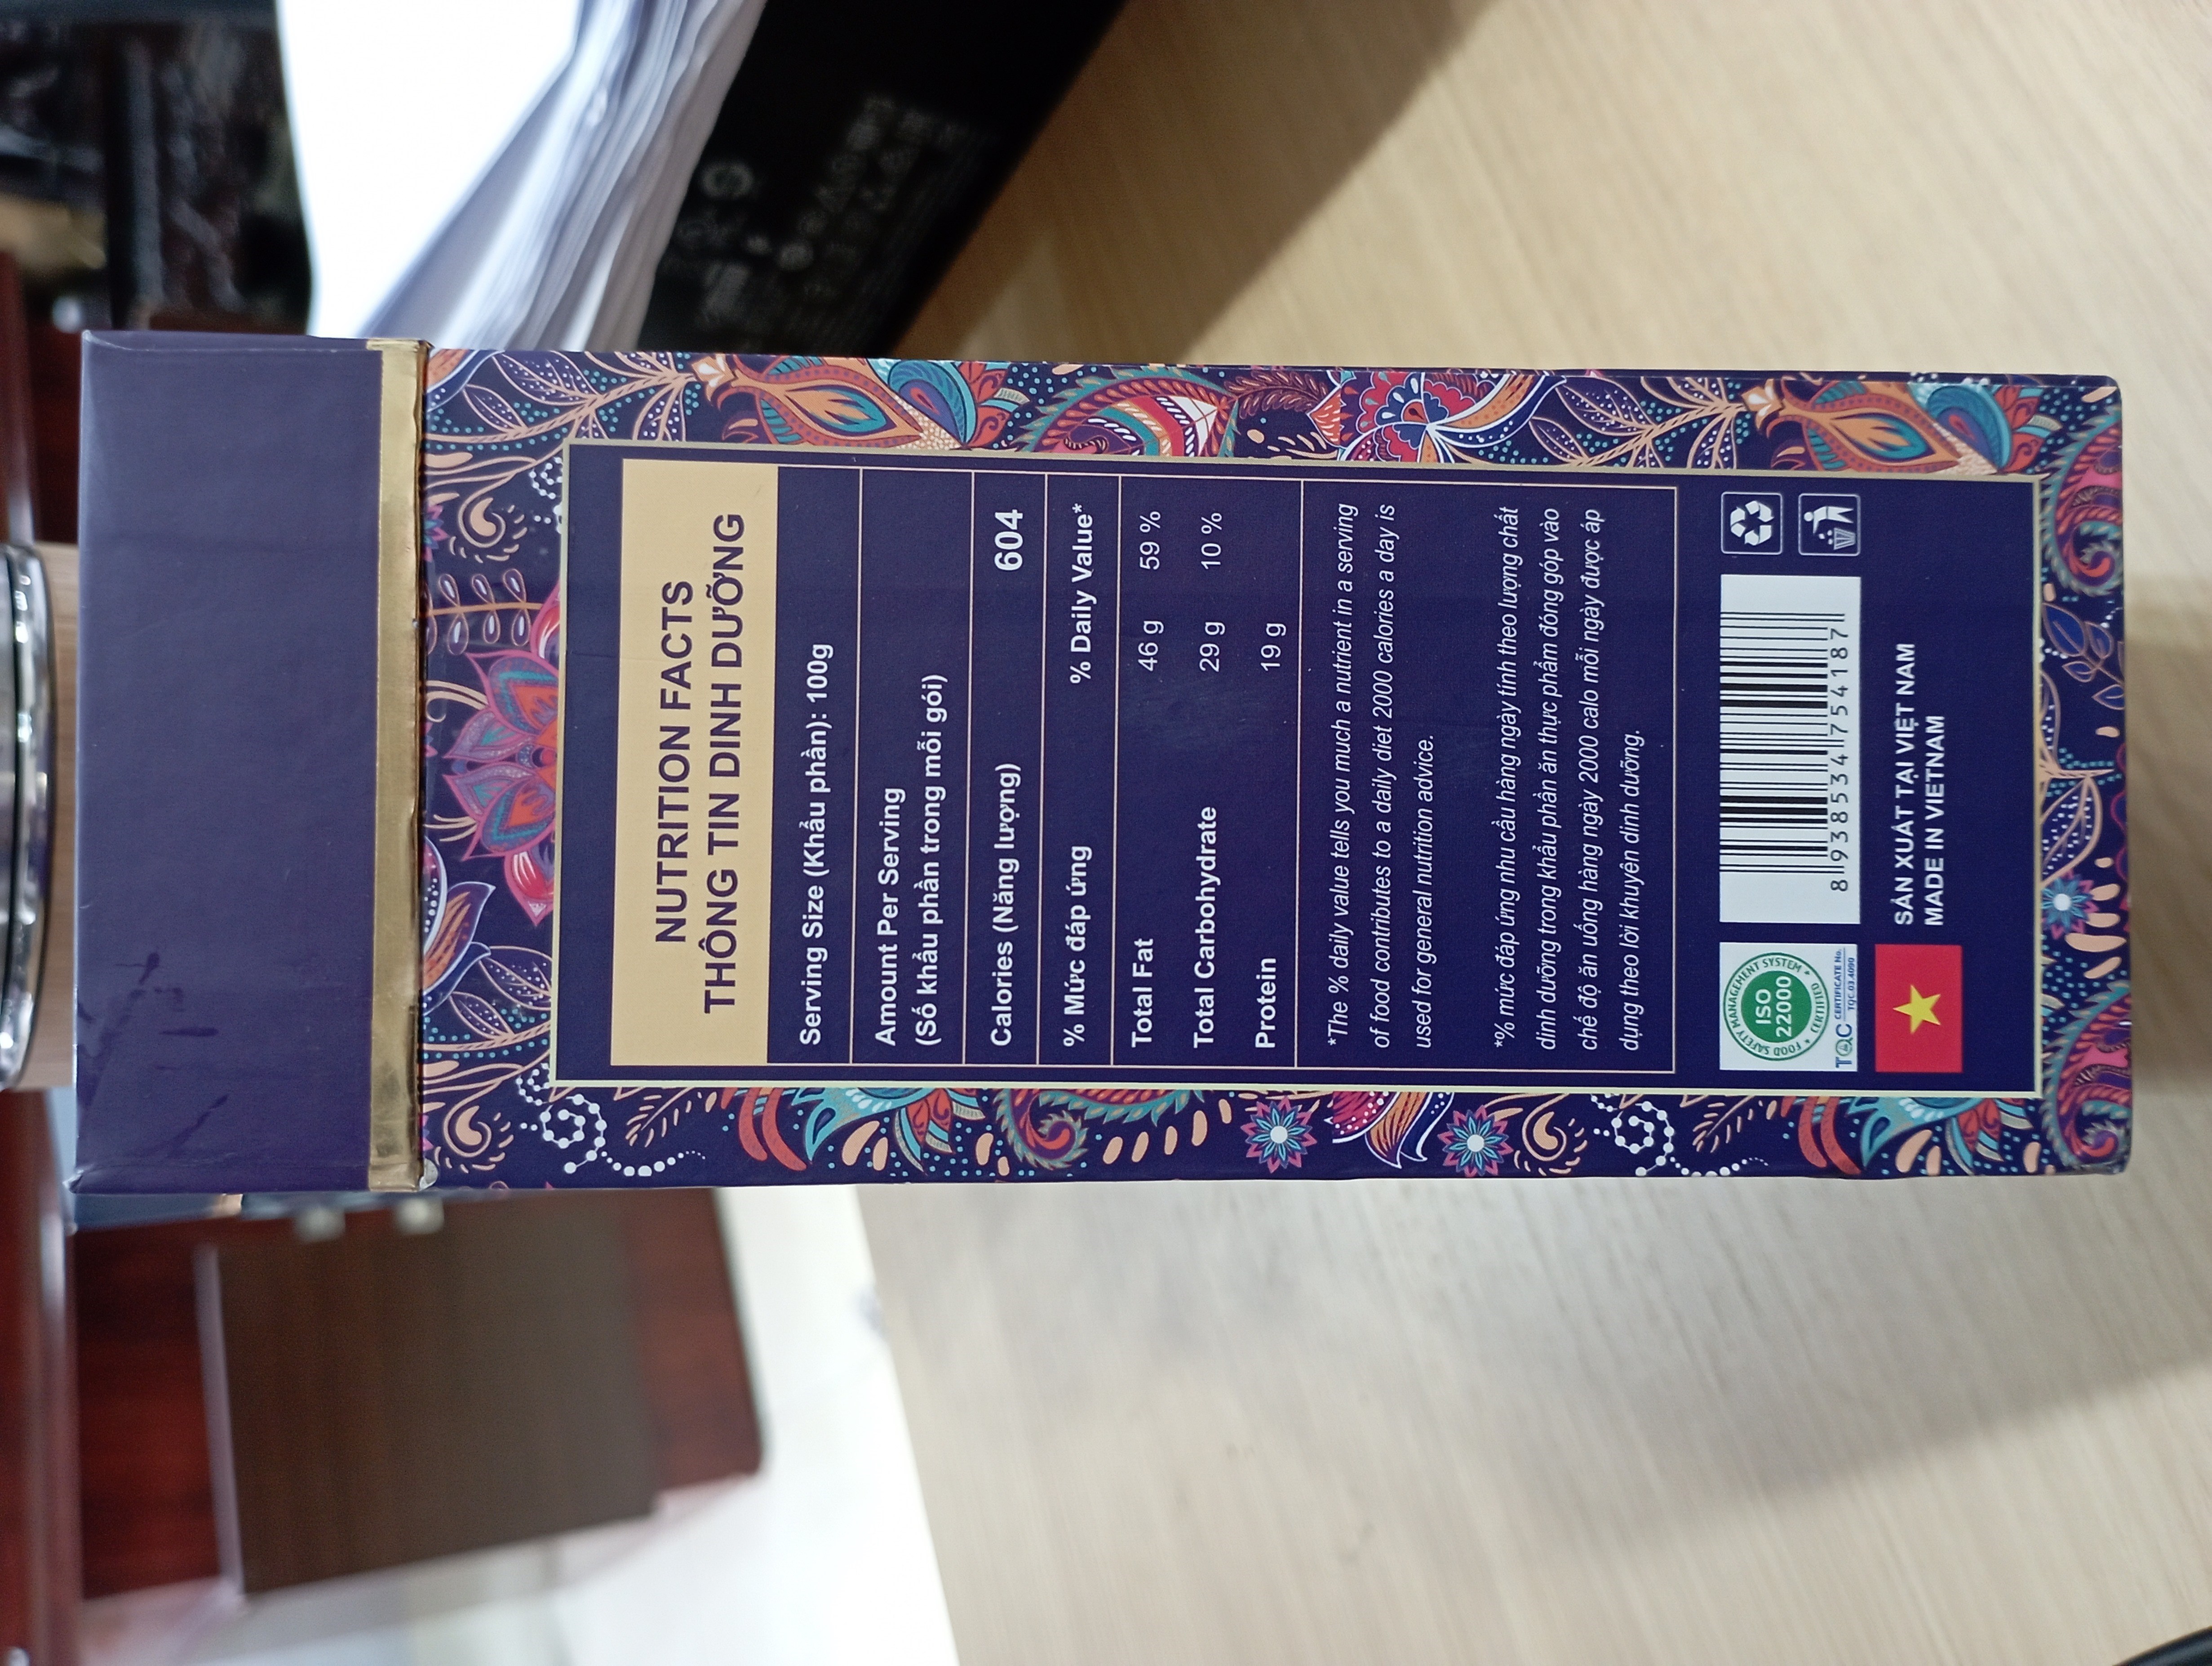 NUTRITION FACTS
THÔNG TIN DINH DƯỠNG
Serving Size (Khẩu phần): 100g
Amount Per Serving
(Số khẩu phần trong mỗi gói)
Calories (Năng lượng) 604
% Mức đáp ứng % Daily Value*
Total Fat 46 g 59 %
Total Carbohydrate 29 g 10 %
Protein 19 g
*The % daily value tells you much a nutrient in a serving
of food contributes to a daily diet 2000 calories a day is
used for general nutrition advice.
*% mức đáp ứng nhu cầu hàng ngày tính theo lượng chất
dinh dưỡng trong khẩu phần ăn thực phẩm đóng góp vào
chế độ ăn uống hàng ngày 2000 calo mỗi ngày được áp
dụng theo lời khuyên dinh dưỡng.
FOOD SAFETY MANAGEMENT SYSTEM
ISO
22000
CERTIFIED
TQC CERTIFICATE No.
TQC.03.4090
8 938534 754187
SẢN XUẤT TẠI VIỆT NAM
MADE IN VIETNAM